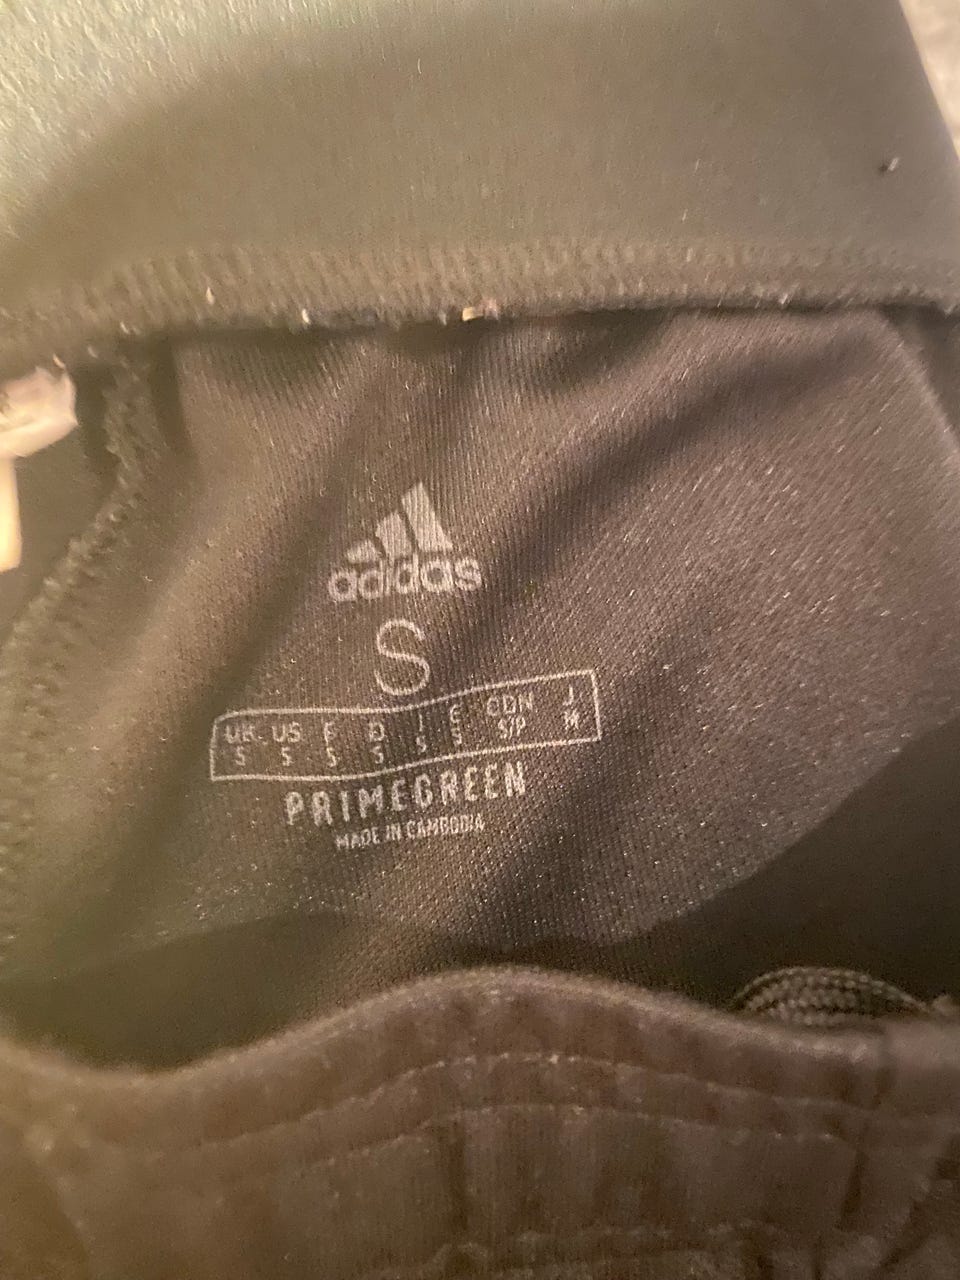 adidas
S
UK US F D I E CDN J
S S S S S S S/P M
PRIMEGREEN
MADE IN CAMBODIA